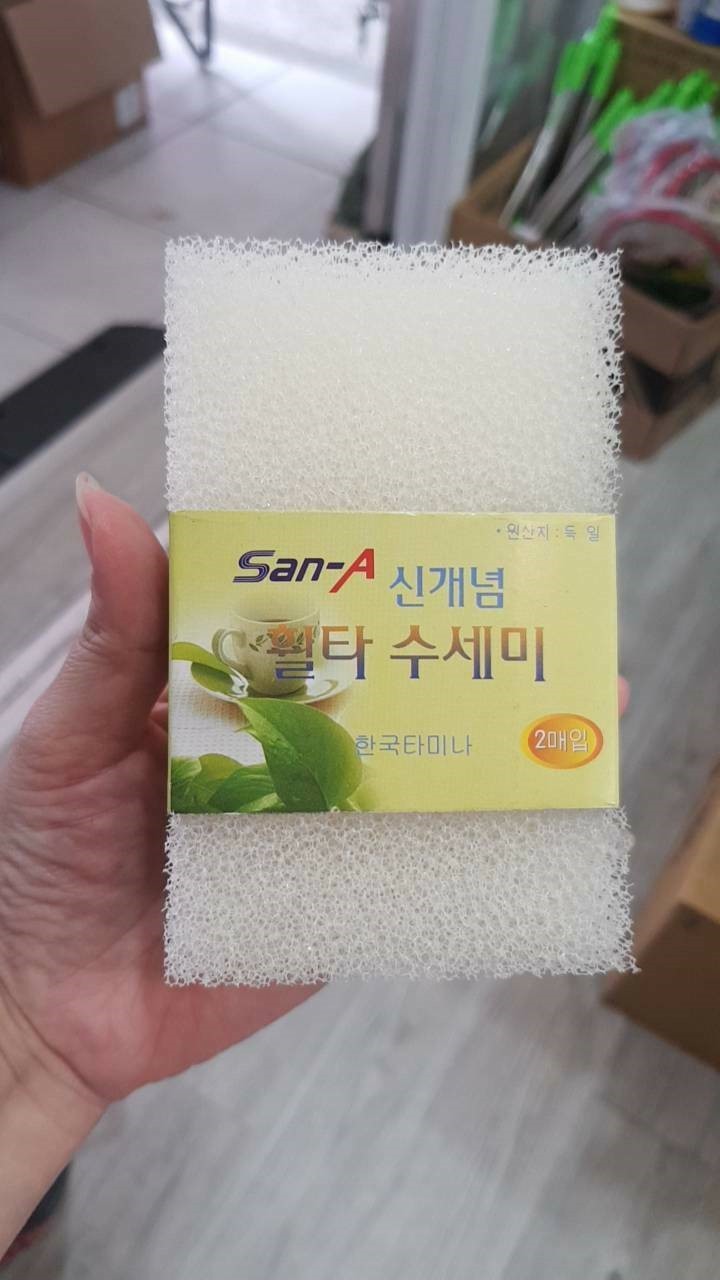 • 원산지 : 독 일
San-A 신개념
휠타 수세미
한국타미나
2매입